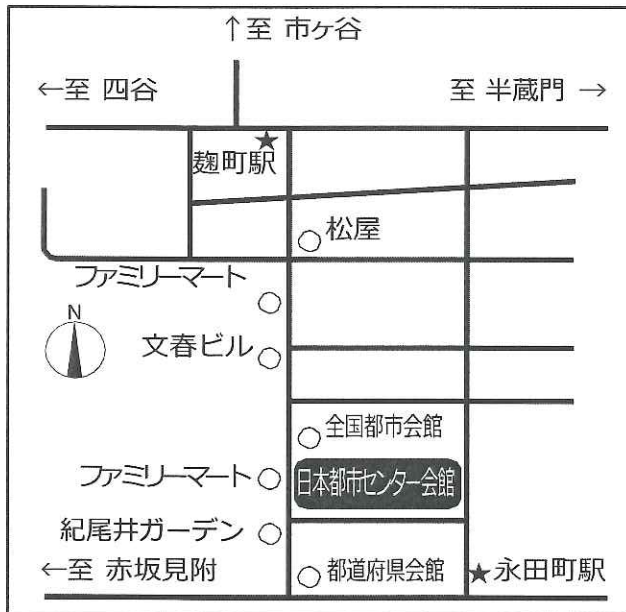 ↑至 市ヶ谷
←至 四谷
至 半蔵門 →
麹町駅
松屋
ファミリーマート
N
文春ビル
全国都市会館
日本都市センター会館
ファミリーマート
紀尾井ガーデン
←至 赤坂見附
都道府県会館
★永田町駅